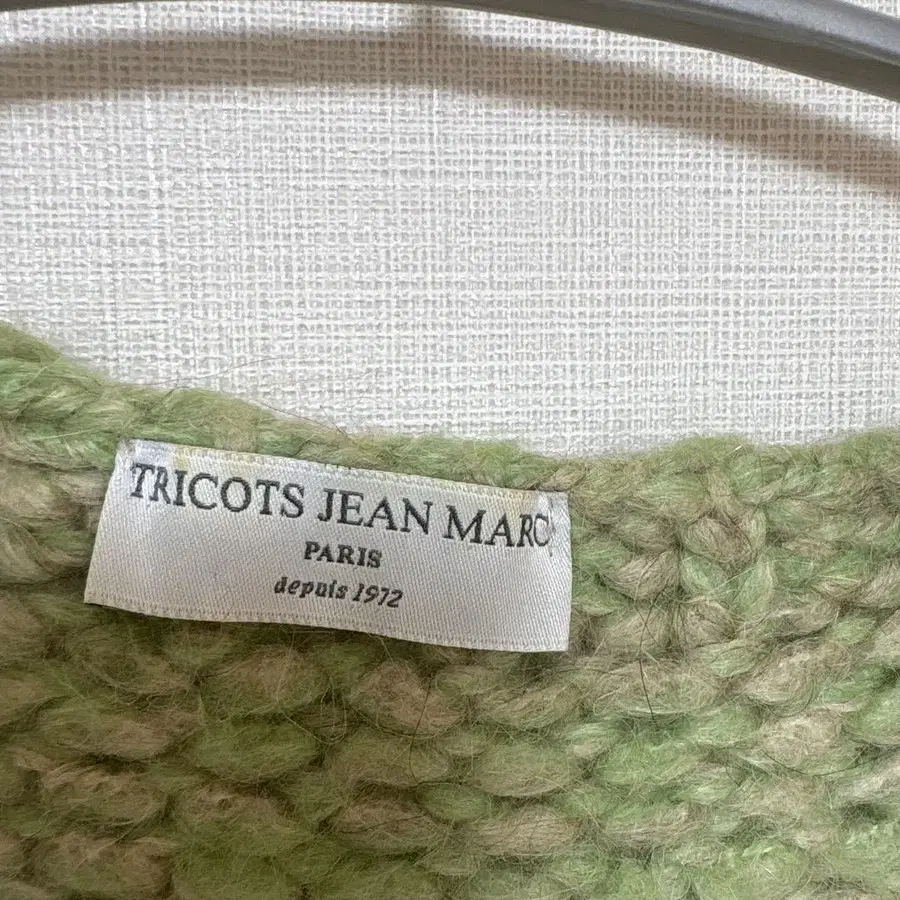 TRICOTS JEAN MARC
PARIS
depuis 1972